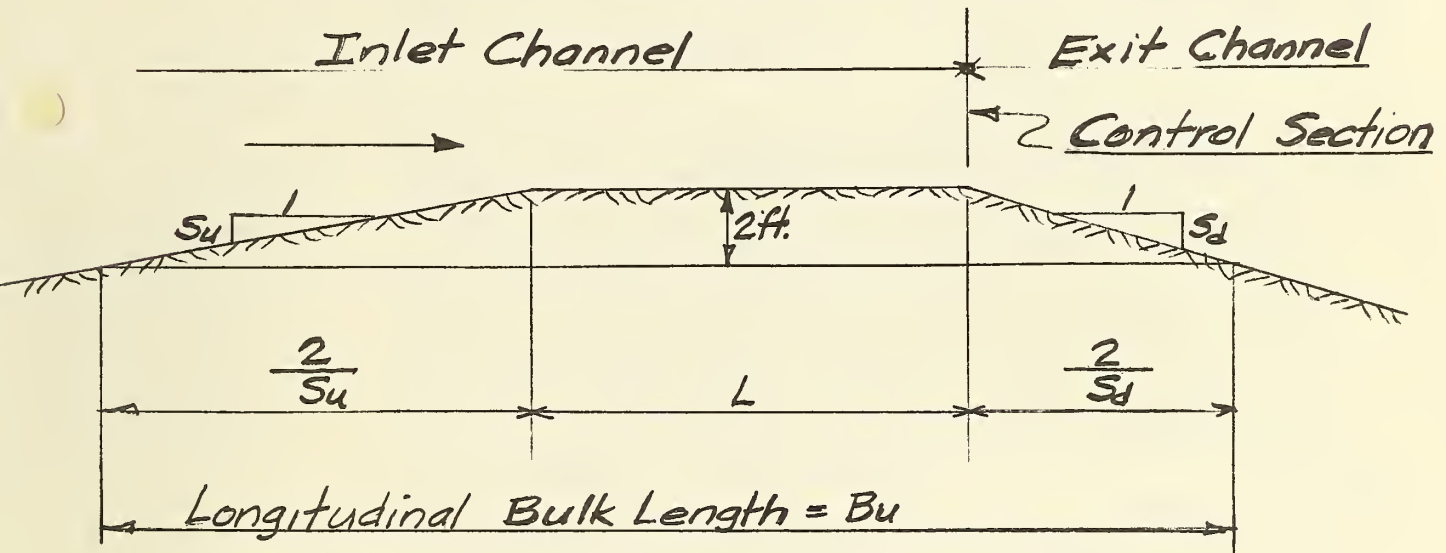 Inlet Channel
Exit Channel
Control Section
Su
1
2ft.
1
Sd
2
Su
L
2
Sd
Longitudinal Bulk Length = Bu